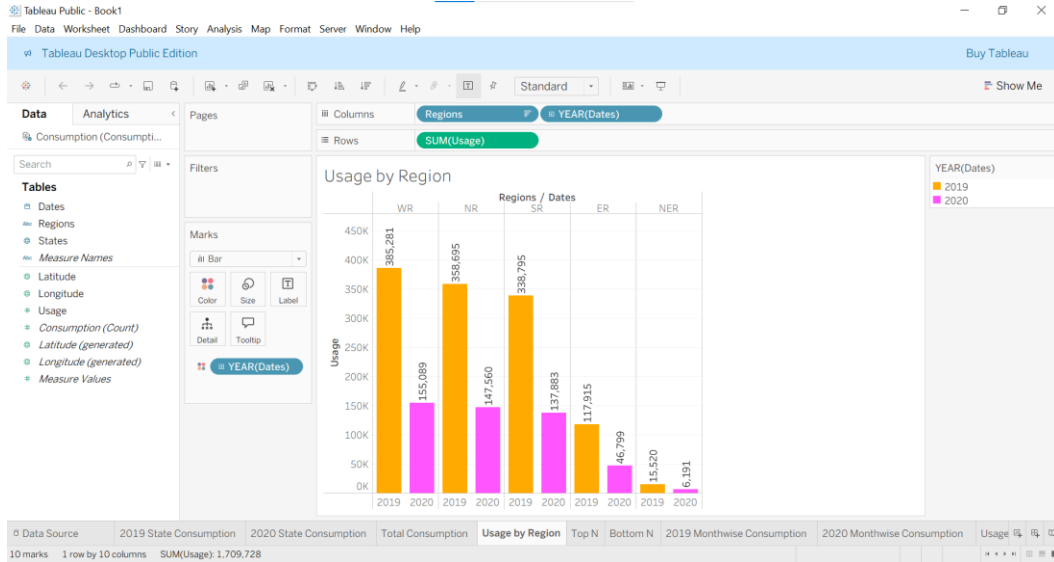 Tableau Public - Book1
File Data Worksheet Dashboard Story Analysis Map Format Server Window Help
Tableau Desktop Public Edition Buy Tableau
Standard Show Me
Data Analytics
Consumption (Consumpti...
Search
Tables
Dates
Abc Regions
States
Abc Measure Names
Latitude
Longitude
# Usage
# Consumption (Count)
Latitude (generated)
Longitude (generated)
# Measure Values
Pages
Filters
Marks
Bar
Color Size Label
Detail Tooltip
YEAR(Dates)
Columns Regions YEAR(Dates)
Rows SUM(Usage)
Usage by Region
Regions / Dates
WR NR SR ER NER
Usage
450K
400K
350K
300K
250K
200K
150K
100K
50K
0K
385,281
155,089
358,695
147,560
338,795
137,883
117,915
46,799
15,520
6,191
2019 2020 2019 2020 2019 2020 2019 2020 2019 2020
YEAR(Dates)
2019
2020
Data Source 2019 State Consumption 2020 State Consumption Total Consumption Usage by Region Top N Bottom N 2019 Monthwise Consumption 2020 Monthwise Consumption Usage
10 marks 1 row by 10 columns SUM(Usage): 1,709,728